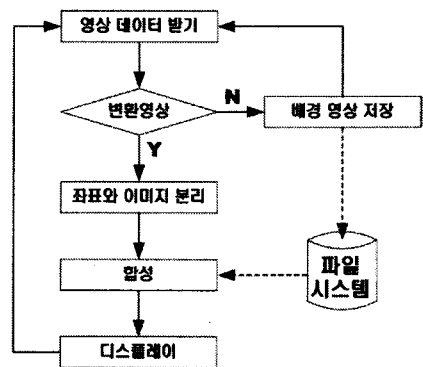 영상 데이터 받기
변환영상
N
배경 영상 저장
Y
좌표와 이미지 분리
합성
파일
시스템
디스플레이